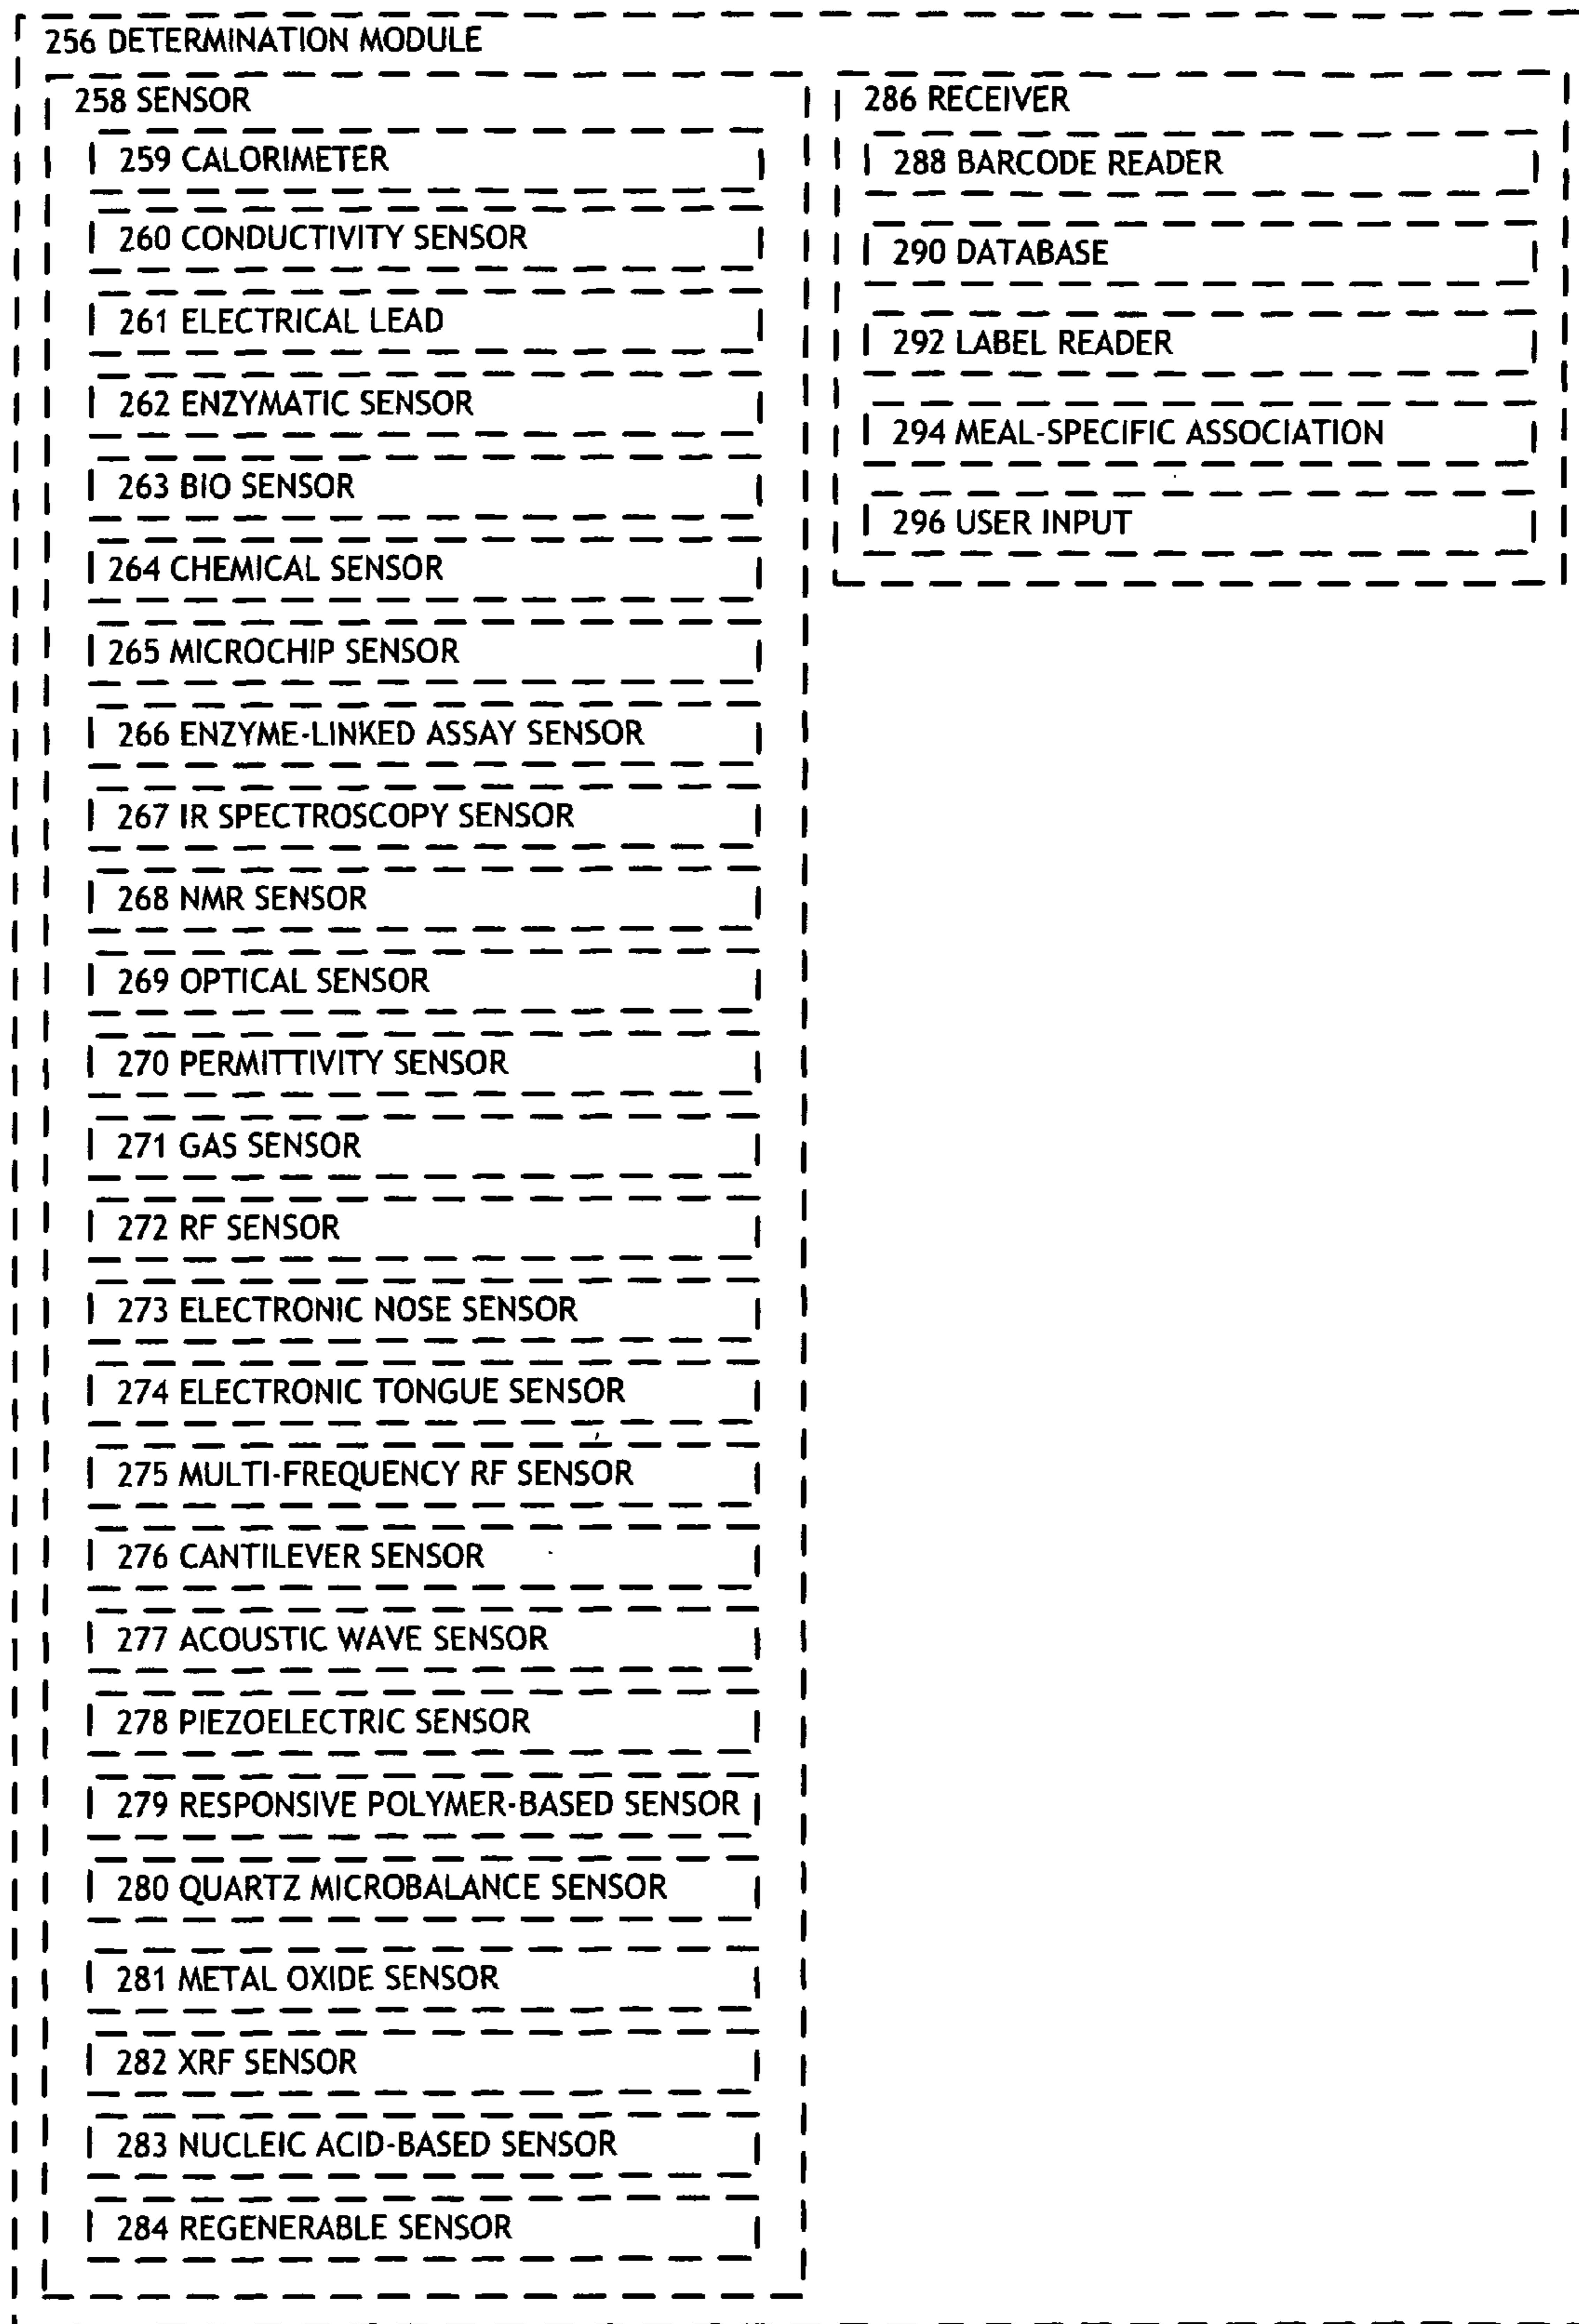 256 DETERMINATION MODULE
258 SENSOR
259 CALORIMETER
260 CONDUCTIVITY SENSOR
261 ELECTRICAL LEAD
262 ENZYMATIC SENSOR
263 BIO SENSOR
264 CHEMICAL SENSOR
265 MICROCHIP SENSOR
266 ENZYME-LINKED ASSAY SENSOR
267 IR SPECTROSCOPY SENSOR
268 NMR SENSOR
269 OPTICAL SENSOR
270 PERMITTIVITY SENSOR
271 GAS SENSOR
272 RF SENSOR
273 ELECTRONIC NOSE SENSOR
274 ELECTRONIC TONGUE SENSOR
275 MULTI-FREQUENCY RF SENSOR
276 CANTILEVER SENSOR
277 ACOUSTIC WAVE SENSOR
278 PIEZOELECTRIC SENSOR
279 RESPONSIVE POLYMER-BASED SENSOR
280 QUARTZ MICROBALANCE SENSOR
281 METAL OXIDE SENSOR
282 XRF SENSOR
283 NUCLEIC ACID-BASED SENSOR
284 REGENERABLE SENSOR
286 RECEIVER
288 BARCODE READER
290 DATABASE
292 LABEL READER
294 MEAL-SPECIFIC ASSOCIATION
296 USER INPUT